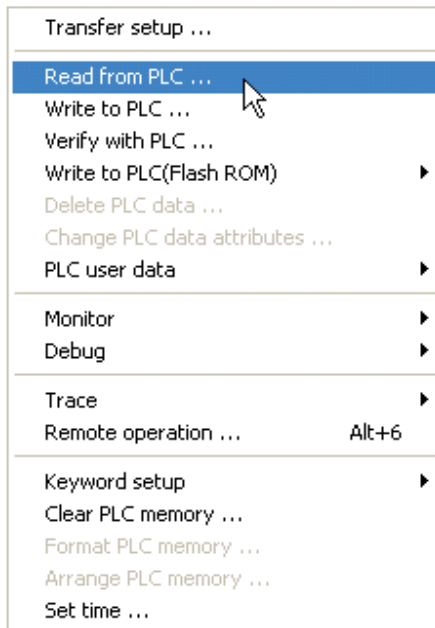 Transfer setup ...
Read from PLC ...
Write to PLC ...
Verify with PLC ...
Write to PLC(Flash ROM)
Delete PLC data ...
Change PLC data attributes ...
PLC user data
Monitor
Debug
Trace
Remote operation ... Alt+6
Keyword setup
Clear PLC memory ...
Format PLC memory ...
Arrange PLC memory ...
Set time ...